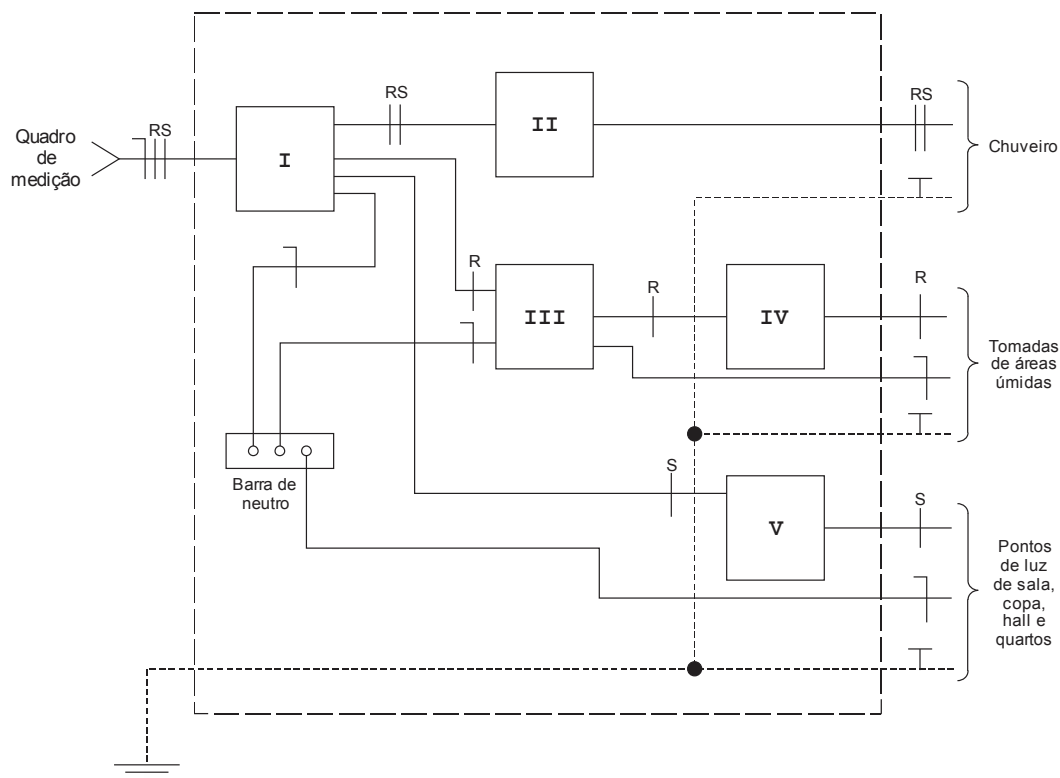 RS
RS
RS
Quadro
de
medição
I
II
Chuveiro
R
R
R
III
IV
Tomadas
de áreas
úmidas
Barra de
neutro
S
S
V
Pontos
de luz
de sala,
copa,
hall e
quartos